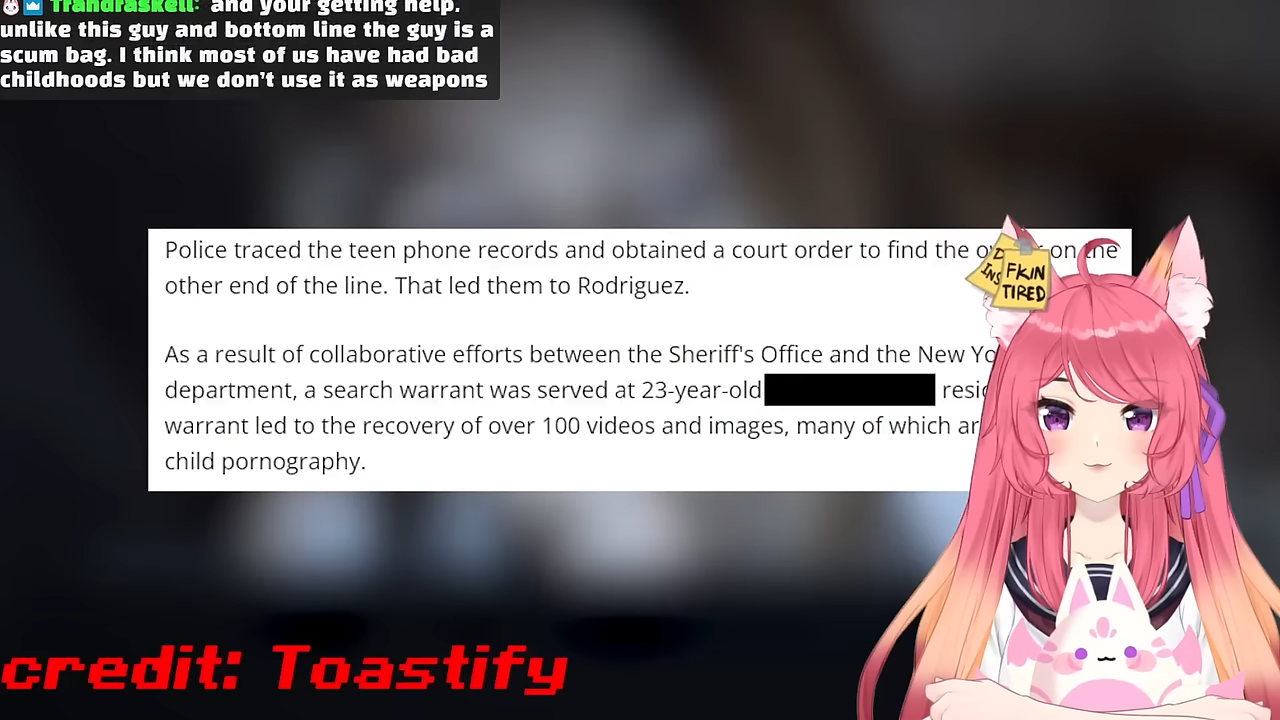 Trandraskell: and your getting help.
unlike this guy and bottom line the guy is a
scum bag. I think most of us have had bad
childhoods but we don't use it as weapons
Police traced the teen phone records and obtained a court order to find the on the
other end of the line. That led them to Rodriguez.
As a result of collaborative efforts between the Sheriff's Office and the New
department, a search warrant was served at 23-year-old
warrant led to the recovery of over 100 videos and images, many of which
child pornography.
FKIN
TIRED
credit: Toastify